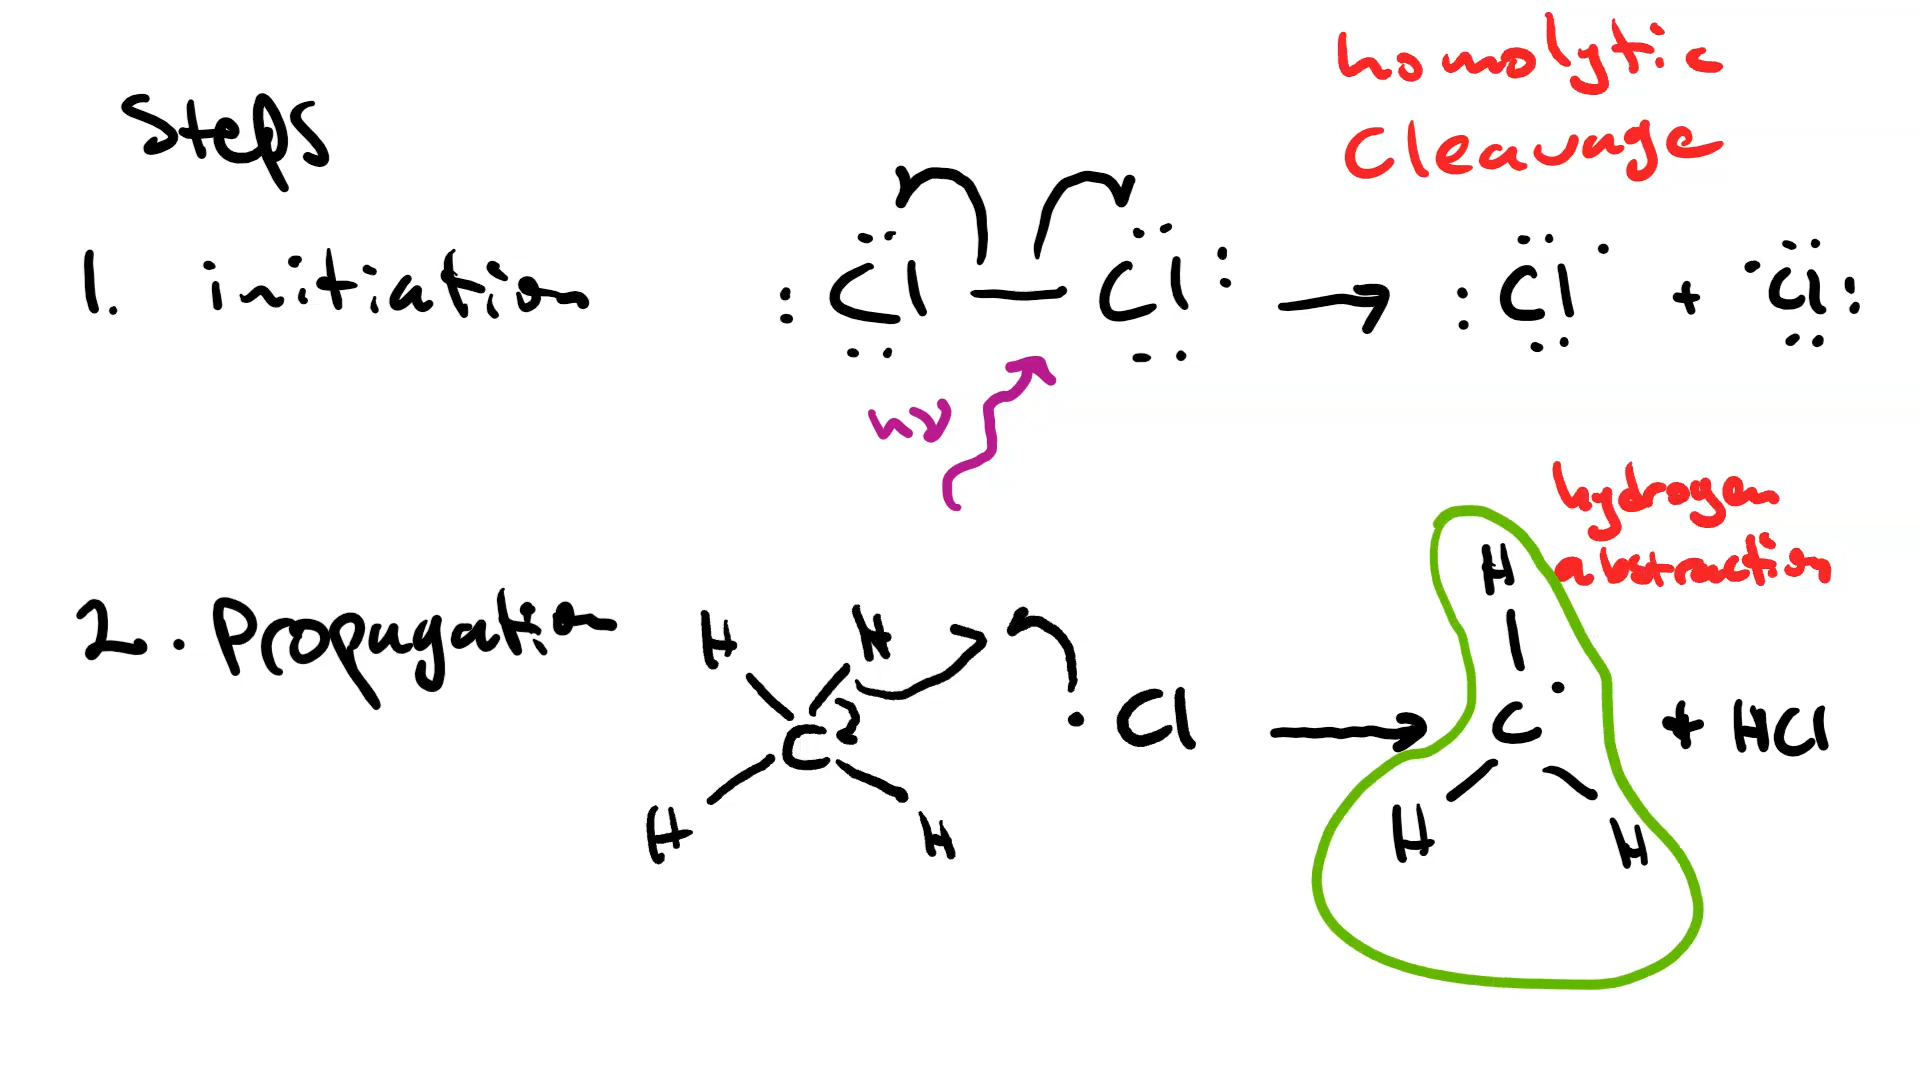 Steps
homolytic
Cleavage
1. initiation
:Cl — Cl: → :Cl· + ·Cl:
hν
hydrogen
abstraction
2. Propagation
H H
C
H H
· Cl →
H
C ·
H H
+ HCl